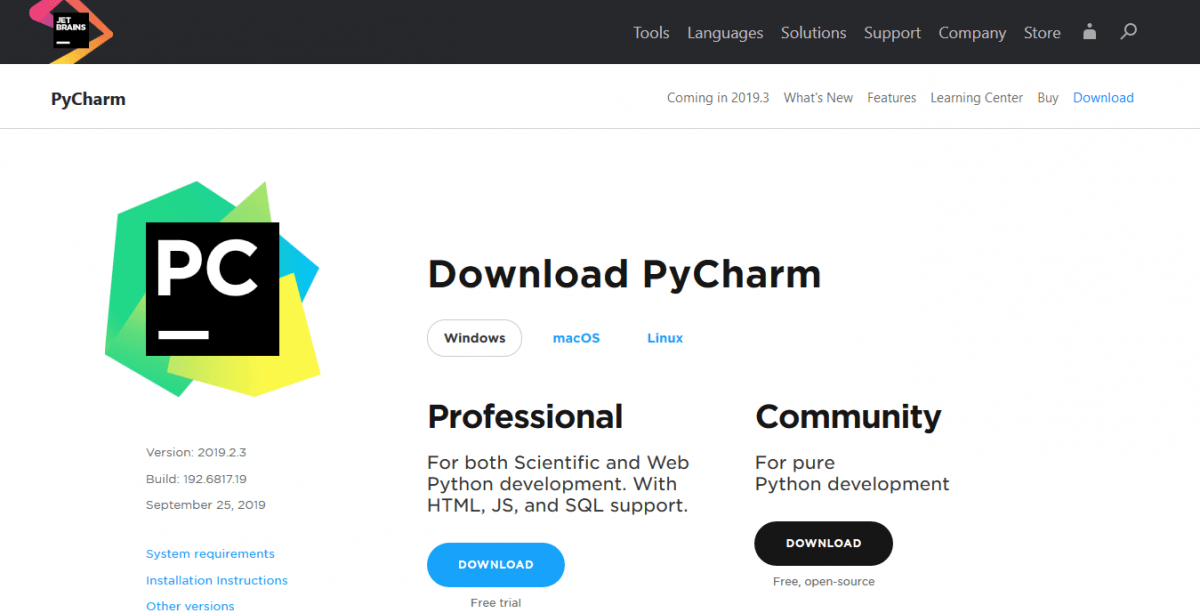 JET
BRAINS
Tools Languages Solutions Support Company Store
PyCharm
Coming in 2019.3 What's New Features Learning Center Buy Download
PC
Download PyCharm
Windows macOS Linux
Professional
For both Scientific and Web
Python development. With
HTML, JS, and SQL support.
DOWNLOAD
Free trial
Community
For pure
Python development
DOWNLOAD
Free, open-source
Version: 2019.2.3
Build: 192.6817.19
September 25, 2019
System requirements
Installation Instructions
Other versions